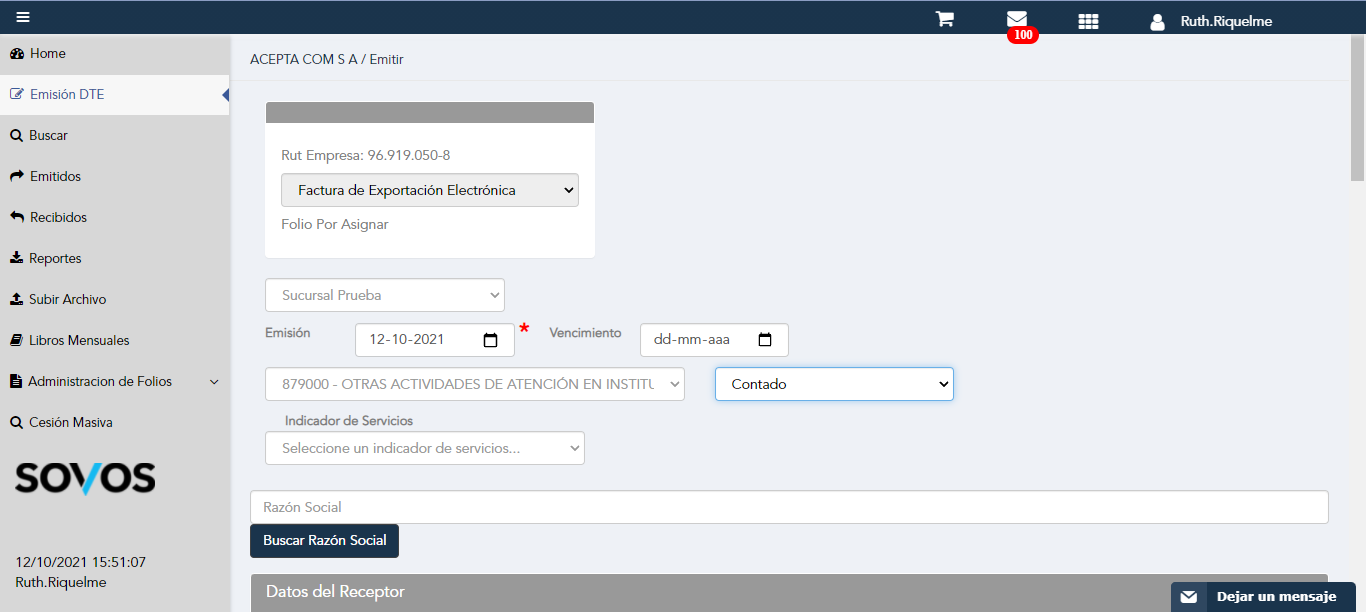 100
Ruth.Riquelme
Home
Emisión DTE
Buscar
Emitidos
Recibidos
Reportes
Subir Archivo
Libros Mensuales
Administracion de Folios
Cesión Masiva
SOVOS
12/10/2021 15:51:07
Ruth.Riquelme
ACEPTA COM S A / Emitir
Rut Empresa: 96.919.050-8
Factura de Exportación Electrónica
Folio Por Asignar
Sucursal Prueba
Emisión 12-10-2021 * Vencimiento dd-mm-aaa
879000 - OTRAS ACTIVIDADES DE ATENCIÓN EN INSTITU Contado
Indicador de Servicios
Seleccione un indicador de servicios...
Razón Social
Buscar Razón Social
Datos del Receptor
Dejar un mensaje